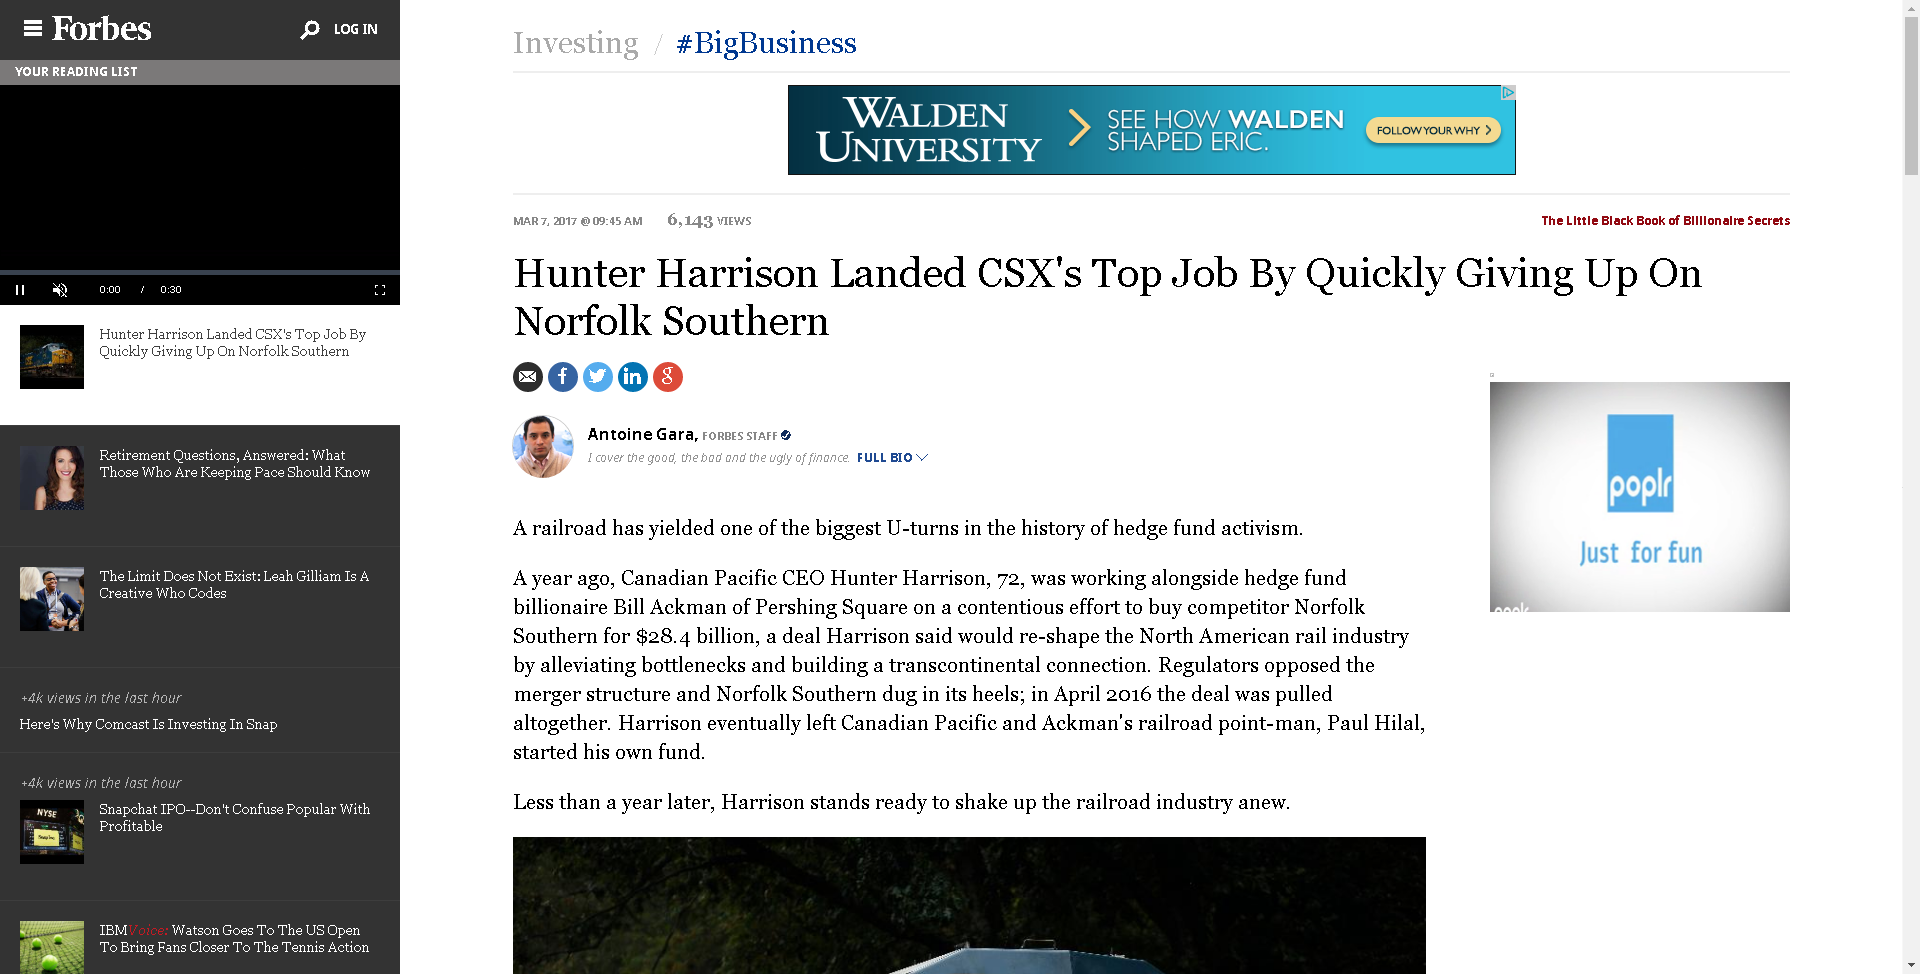 Forbes
LOG IN
YOUR READING LIST
0:00 / 0:30
Hunter Harrison Landed CSX's Top Job By
Quickly Giving Up On Norfolk Southern
Retirement Questions, Answered: What
Those Who Are Keeping Pace Should Know
The Limit Does Not Exist: Leah Gilliam Is A
Creative Who Codes
+4k views in the last hour
Here's Why Comcast Is Investing In Snap
+4k views in the last hour
NYSE
Snapchat IPO--Don't Confuse Popular With
Profitable
IBMVoice: Watson Goes To The US Open
To Bring Fans Closer To The Tennis Action
Investing / #BigBusiness
WALDEN
UNIVERSITY
SEE HOW WALDEN
SHAPED ERIC.
FOLLOW YOUR WHY
MAR 7, 2017 @ 09:45 AM 6,143 VIEWS
The Little Black Book of Billionaire Secrets
Hunter Harrison Landed CSX's Top Job By Quickly Giving Up On
Norfolk Southern
Antoine Gara, FORBES STAFF
I cover the good, the bad and the ugly of finance. FULL BIO
A railroad has yielded one of the biggest U-turns in the history of hedge fund activism.
A year ago, Canadian Pacific CEO Hunter Harrison, 72, was working alongside hedge fund
billionaire Bill Ackman of Pershing Square on a contentious effort to buy competitor Norfolk
Southern for $28.4 billion, a deal Harrison said would re-shape the North American rail industry
by alleviating bottlenecks and building a transcontinental connection. Regulators opposed the
merger structure and Norfolk Southern dug in its heels; in April 2016 the deal was pulled
altogether. Harrison eventually left Canadian Pacific and Ackman's railroad point-man, Paul Hilal,
started his own fund.
Less than a year later, Harrison stands ready to shake up the railroad industry anew.
poplr
Just for fun